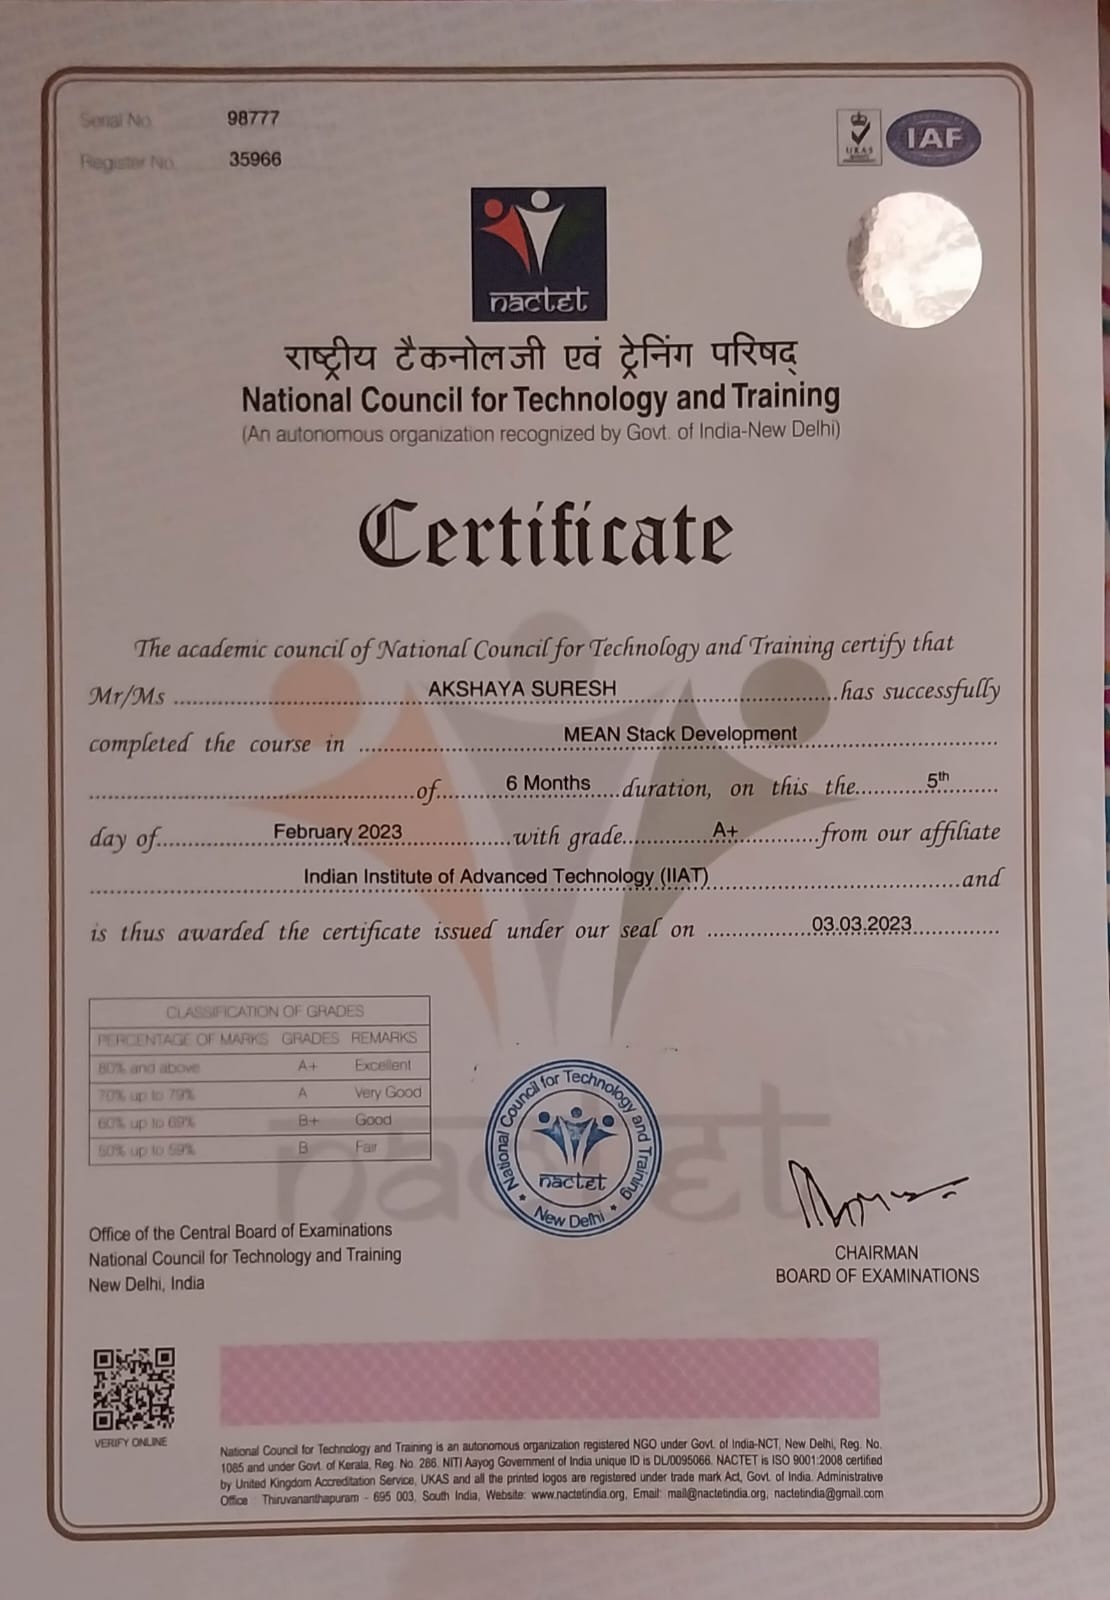 Serial No. 98777
Register No. 35966
UKAS
IAF
nactet
राष्ट्रीय टैकनोलजी एवं ट्रेनिंग परिषद्
National Council for Technology and Training
(An autonomous organization recognized by Govt. of India-New Delhi)
Certificate
The academic council of National Council for Technology and Training certify that
Mr/Ms ........ AKSHAYA SURESH ........ has successfully
completed the course in ........ MEAN Stack Development ........
........ of ........ 6 Months ........ duration, on this the ........ 5th ........
day of ........ February 2023 ........ with grade ........ A+ ........ from our affiliate
........ Indian Institute of Advanced Technology (IIAT) ........ and
is thus awarded the certificate issued under our seal on ........ 03.03.2023 ........
CLASSIFICATION OF GRADES
PERCENTAGE OF MARKS GRADES REMARKS
80% and above A+ Excellent
70% up to 79% A Very Good
60% up to 69% B+ Good
50% up to 59% B Fair
nactet
National Council for Technology and Training
nactet
New Delhi
Office of the Central Board of Examinations
National Council for Technology and Training
New Delhi, India
CHAIRMAN
BOARD OF EXAMINATIONS
VERIFY ONLINE
National Council for Technology and Training is an autonomous organization registered NGO under Govt. of India-NCT, New Delhi, Reg. No.
1085 and under Govt. of Kerala, Reg. No. 286. NITI Aayog Government of India unique ID is DL/0095066. NACTET is ISO 9001:2008 certified
by United Kingdom Accreditation Service, UKAS and all the printed logos are registered under trade mark Act, Govt. of India. Administrative
Office : Thiruvananthapuram - 695 003, South India, Website: www.nactetindia.org, Email: mail@nactetindia.org, nactetindia@gmail.com